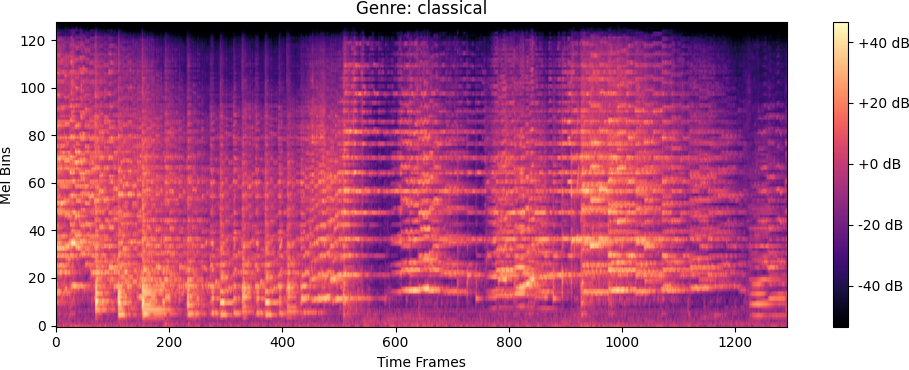 Genre: classical
120
100
80
60
40
20
0
Mel Bins
0 200 400 600 800 1000 1200
Time Frames
+40 dB
+20 dB
+0 dB
-20 dB
-40 dB